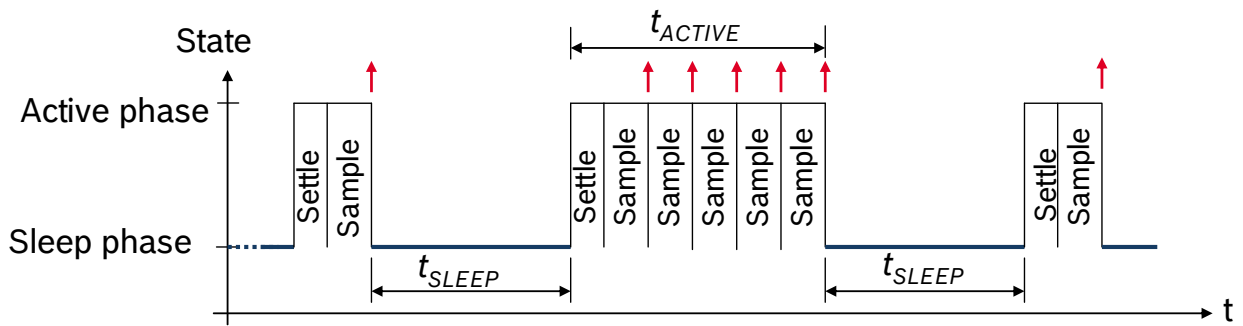 State
t_ACTIVE
Active phase
Settle
Sample
Settle
Sample
Sample
Sample
Sample
Sample
Settle
Sample
Sleep phase
t_SLEEP
t_SLEEP
t